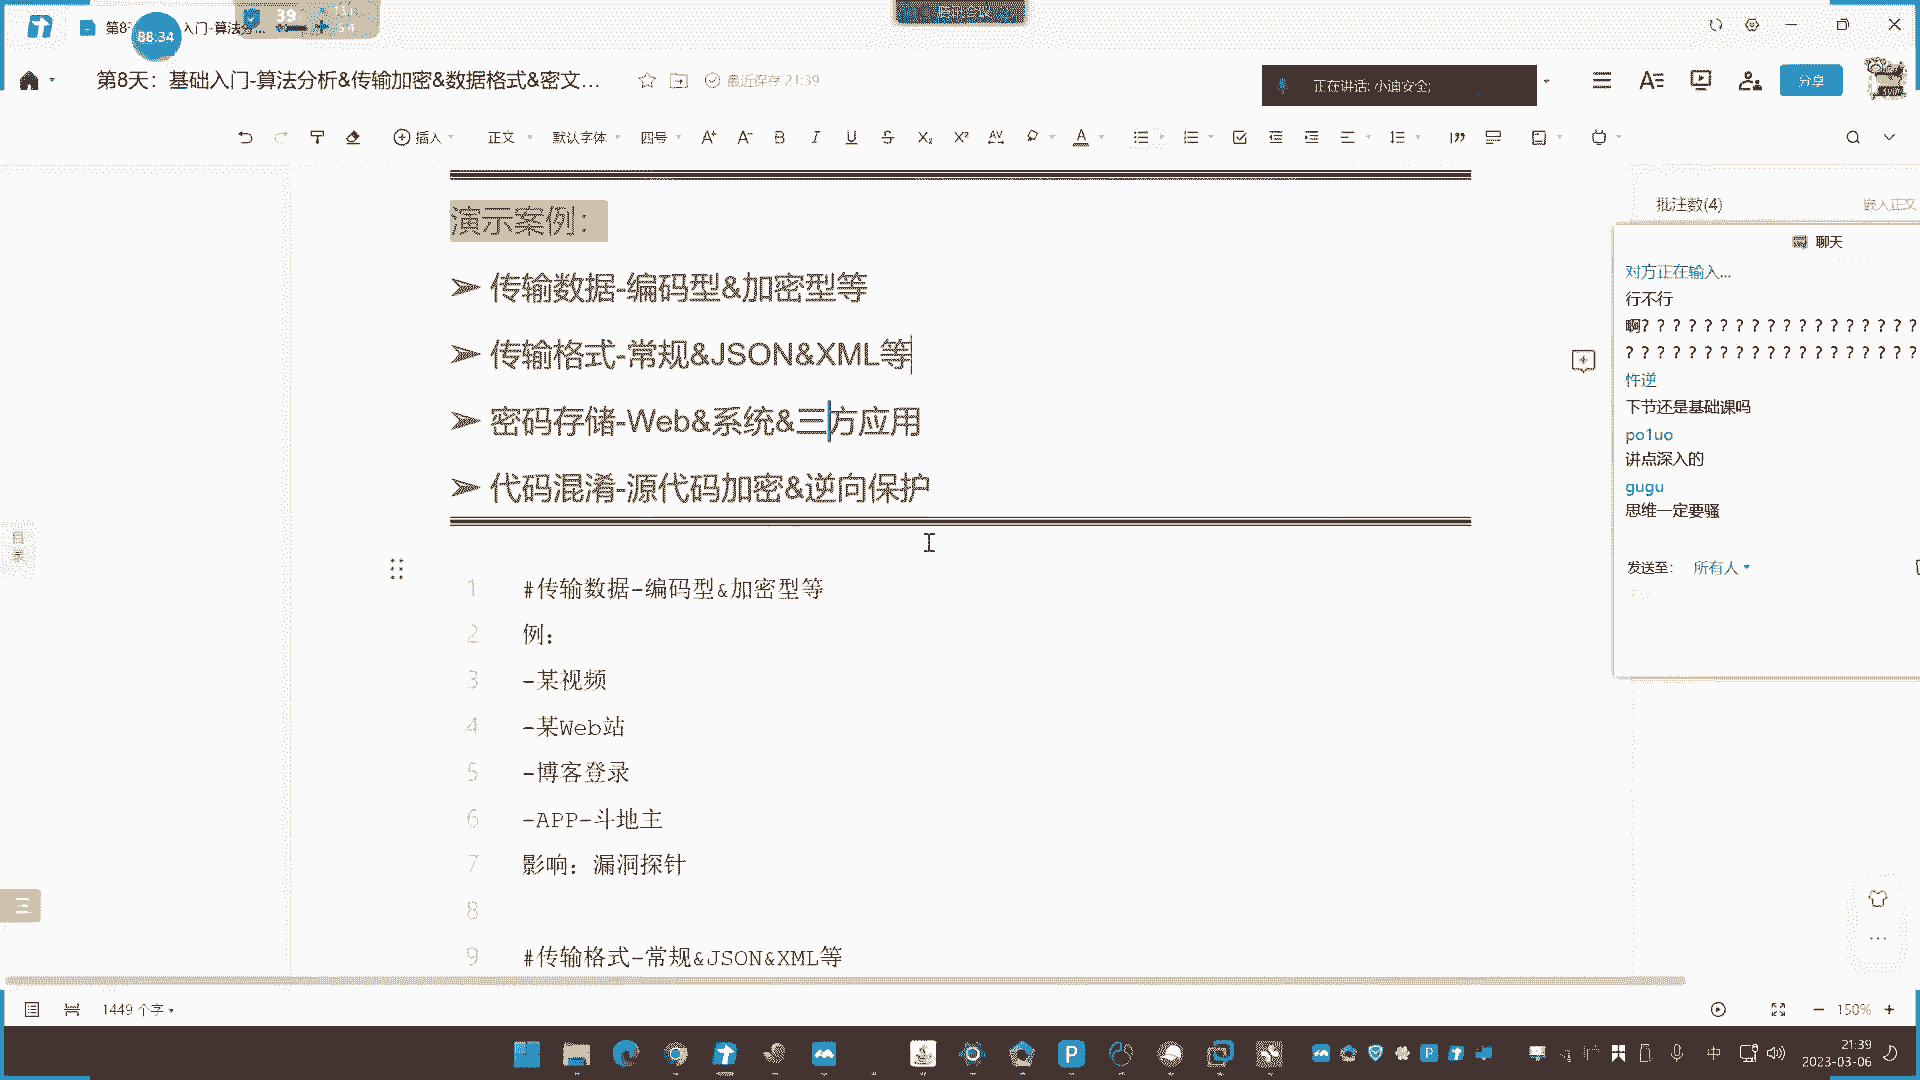 88:34
39
第8天：基础入门-算法分析&传输加密&数据格式&密文...
最近保存 21:39
正在讲话: 小迪安全;
分享
插入
正文
默认字体
四号
演示案例：
➢ 传输数据-编码型&加密型等
➢ 传输格式-常规&JSON&XML等
➢ 密码存储-Web&系统&三方应用
➢ 代码混淆-源代码加密&逆向保护
1 #传输数据-编码型&加密型等
2 例：
3 -某视频
4 -某Web站
5 -博客登录
6 -APP-斗地主
7 影响：漏洞探针
8
9 #传输格式-常规&JSON&XML等
批注数(4)
嵌入正文
聊天
对方正在输入...
行不行
啊？？？？？？？？？？？？？？？？？？
？？？？？？？？？？？？？？？？？？？
忤逆
下节还是基础课吗
po1uo
讲点深入的
gugu
思维一定要骚
发送至：
所有人
目录
1449 个字
150%
中
21:39
2023-03-06